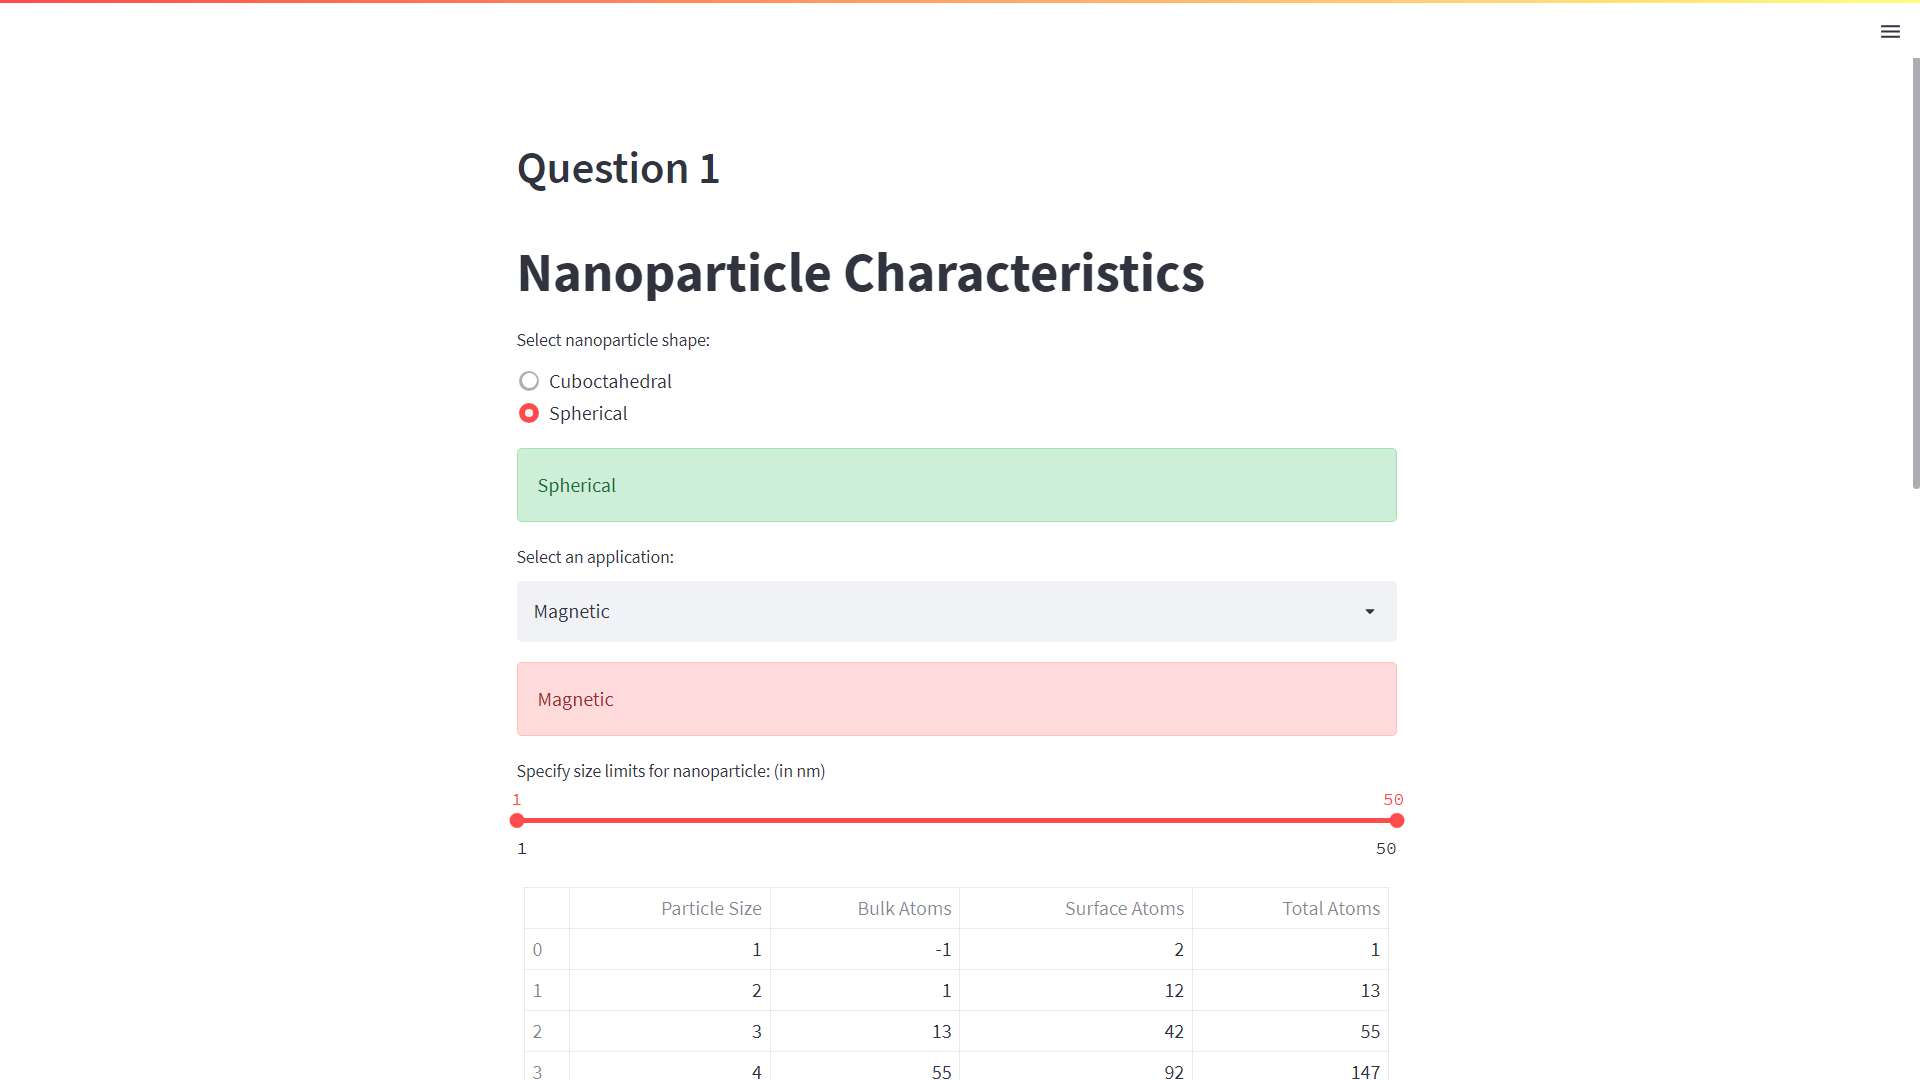 Question 1
Nanoparticle Characteristics
Select nanoparticle shape:
Cuboctahedral
Spherical
Spherical
Select an application:
Magnetic
Magnetic
Specify size limits for nanoparticle: (in nm)
1 50
1 50
Particle Size Bulk Atoms Surface Atoms Total Atoms
0 1 -1 2 1
1 2 1 12 13
2 3 13 42 55
3 4 55 92 147